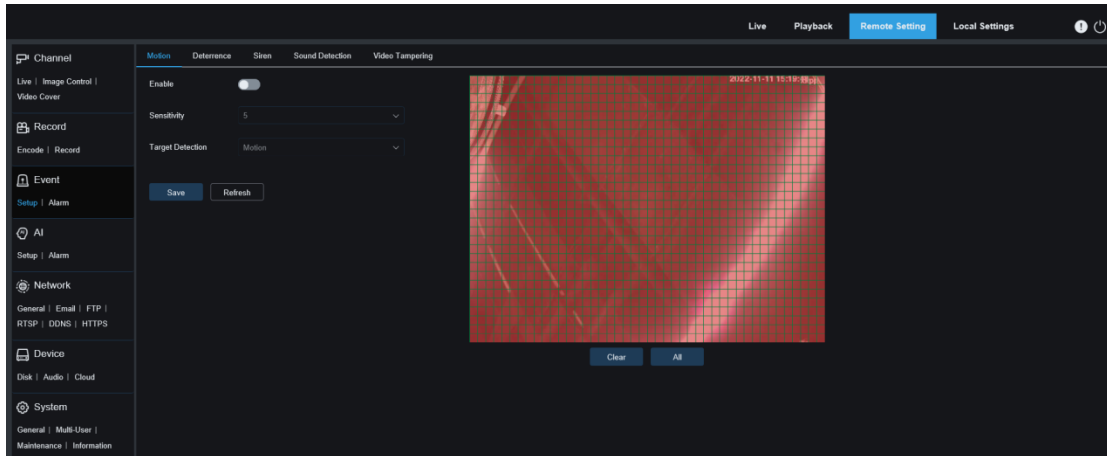 Live Playback Remote Setting Local Settings
Channel
Live | Image Control |
Video Cover
Record
Encode | Record
Event
Setup | Alarm
AI
Setup | Alarm
Network
General | Email | FTP |
RTSP | DDNS | HTTPS
Device
Disk | Audio | Cloud
System
General | Multi-User |
Maintenance | Information
Motion Deterrence Siren Sound Detection Video Tampering
Enable
Sensitivity 5
Target Detection Motion
Save Refresh
2022-11-11
Clear All